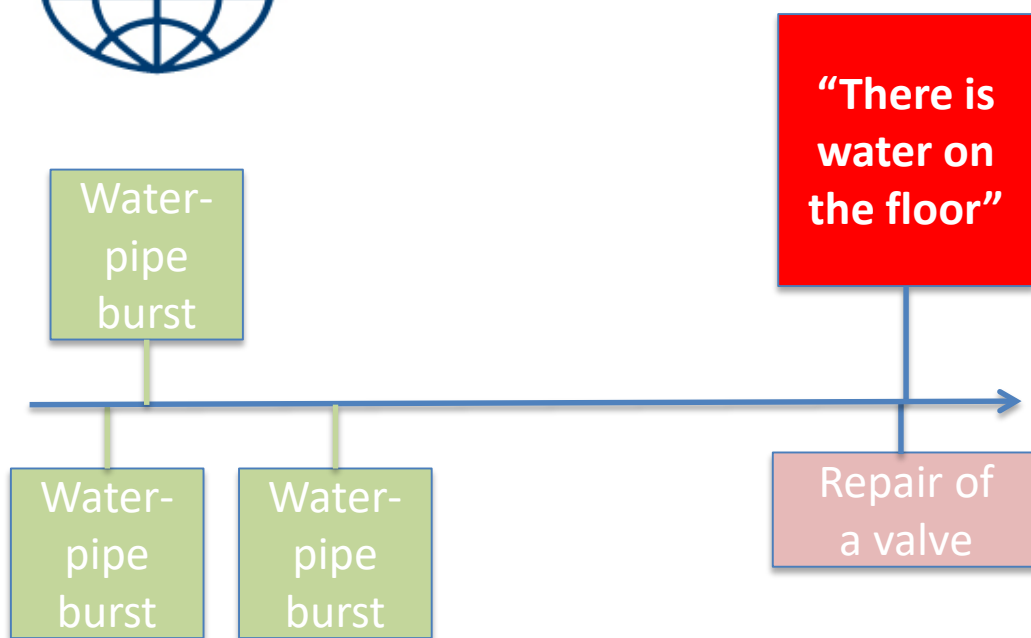 “There is
water on
the floor”
Water-
pipe
burst
Water-
pipe
burst
Water-
pipe
burst
Repair of
a valve